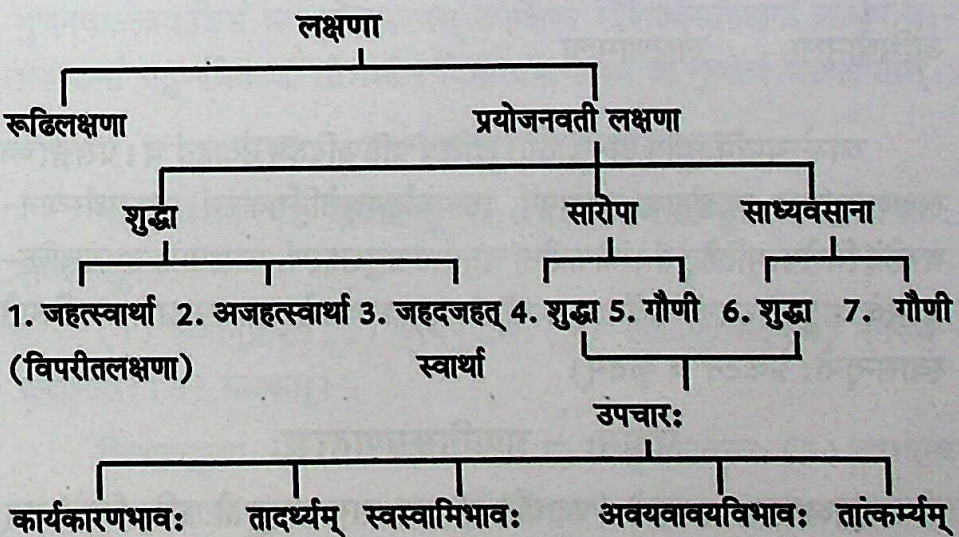 लक्षणा
रूढिलक्षणा प्रयोजनवती लक्षणा
शुद्धा सारोपा साध्यवसाना
1. जहत्स्वार्था 2. अजहत्स्वार्था 3. जहदजहत् 4. शुद्धा 5. गौणी 6. शुद्धा 7. गौणी
(विपरीतलक्षणा) स्वार्था
उपचार:
कार्यकारणभाव: तादर्थ्यम् स्वस्वामिभाव: अवयवावयविभाव: तांत्कर्म्यम्